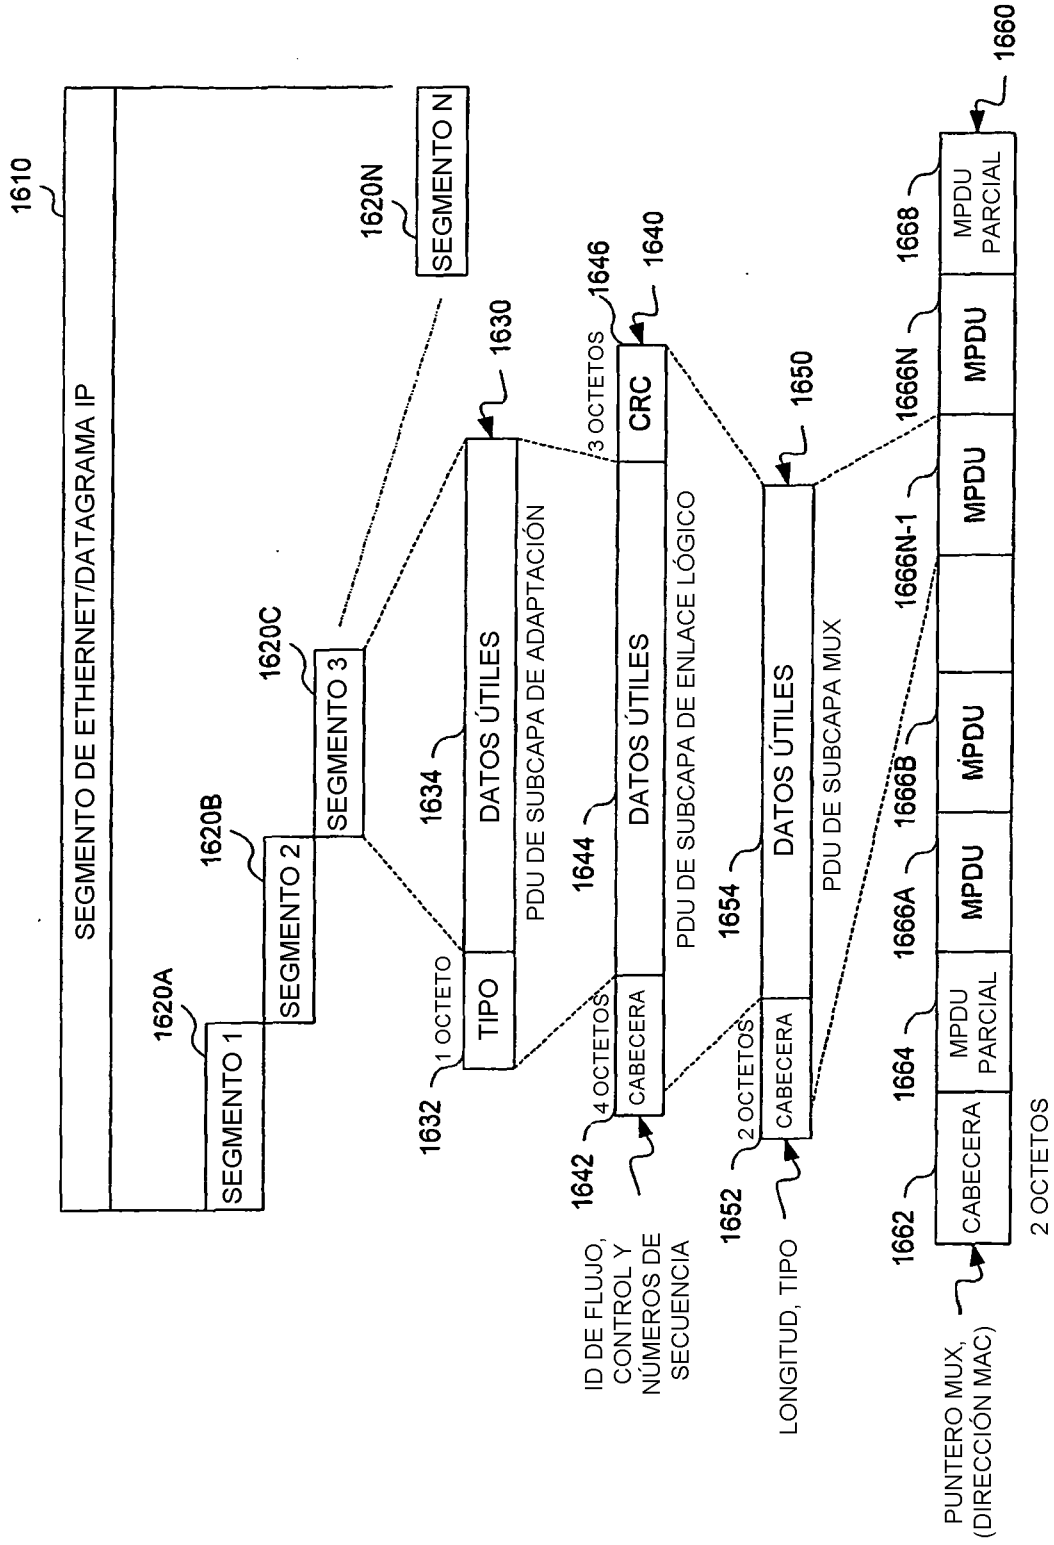 1610
SEGMENTO DE ETHERNET/DATAGRAMA IP
1620A
SEGMENTO 1
1620B
SEGMENTO 2
1620C
SEGMENTO 3
1620N
SEGMENTO N
1632
1 OCTETO
TIPO
1634
DATOS ÚTILES
1630
PDU DE SUBCAPA DE ADAPTACIÓN
ID DE FLUJO,
CONTROL Y
NÚMEROS DE
SECUENCIA
1642
4 OCTETOS
CABECERA
1644
DATOS ÚTILES
3 OCTETOS
CRC
1646
1640
PDU DE SUBCAPA DE ENLACE LÓGICO
LONGITUD, TIPO
1652
2 OCTETOS
CABECERA
1654
DATOS ÚTILES
1650
PDU DE SUBCAPA MUX
PUNTERO MUX,
(DIRECCIÓN MAC)
1662
CABECERA
2 OCTETOS
1664
MPDU
PARCIAL
1666A
MPDU
1666B
MPDU
1666N-1
MPDU
1666N
MPDU
1668
MPDU
PARCIAL
1660